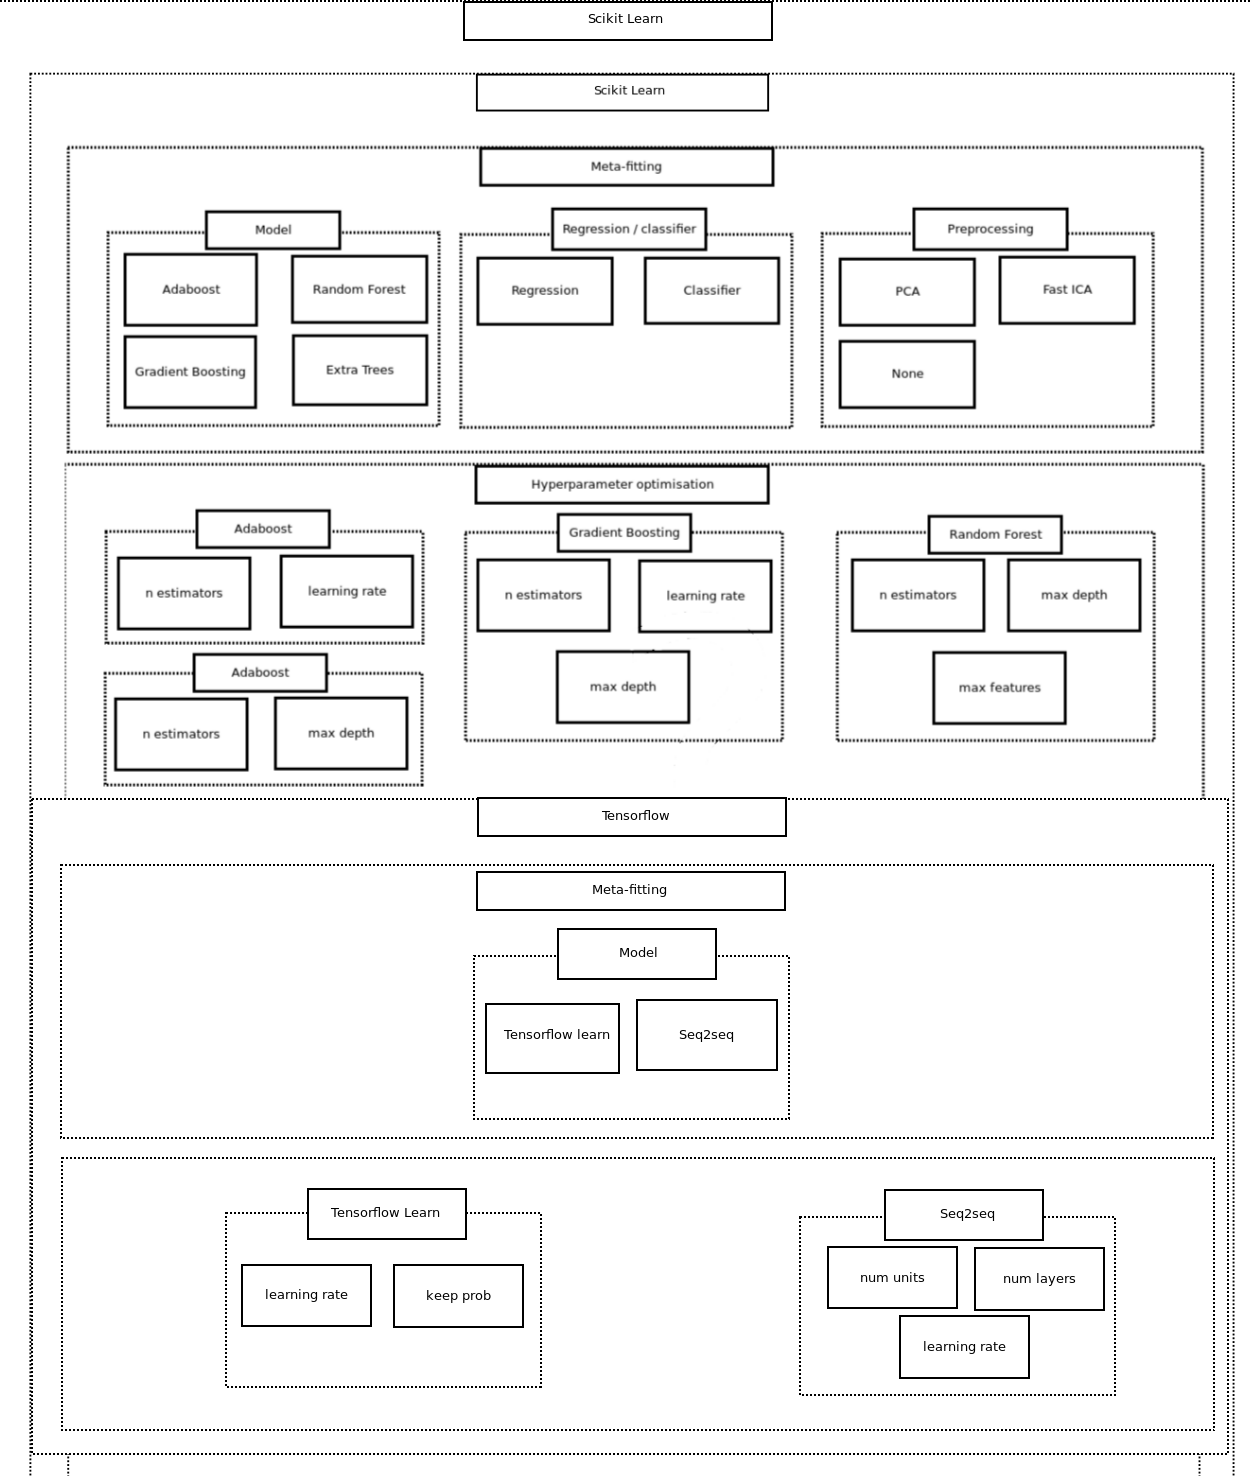 Scikit Learn
Scikit Learn
Meta-fitting
Model
Adaboost
Random Forest
Gradient Boosting
Extra Trees
Regression / classifier
Regression
Classifier
Preprocessing
PCA
Fast ICA
None
Hyperparameter optimisation
Adaboost
n estimators
learning rate
Adaboost
n estimators
max depth
Gradient Boosting
n estimators
learning rate
max depth
Random Forest
n estimators
max depth
max features
Tensorflow
Meta-fitting
Model
Tensorflow learn
Seq2seq
Tensorflow Learn
learning rate
keep prob
Seq2seq
num units
num layers
learning rate